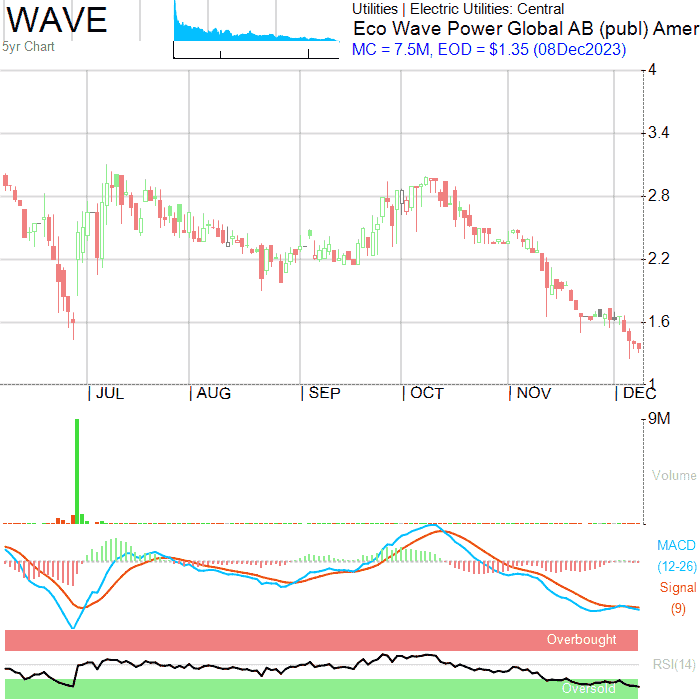 WAVE
5yr Chart
Utilities | Electric Utilities: Central
Eco Wave Power Global AB (publ) Amer
MC = 7.5M, EOD = $1.35 (08Dec2023)
4
3.4
2.8
2.2
1.6
1
| JUL | AUG | SEP | OCT | NOV | DEC
9M
Volume
MACD
(12-26)
Signal
(9)
Overbought
RSI(14)
Oversold